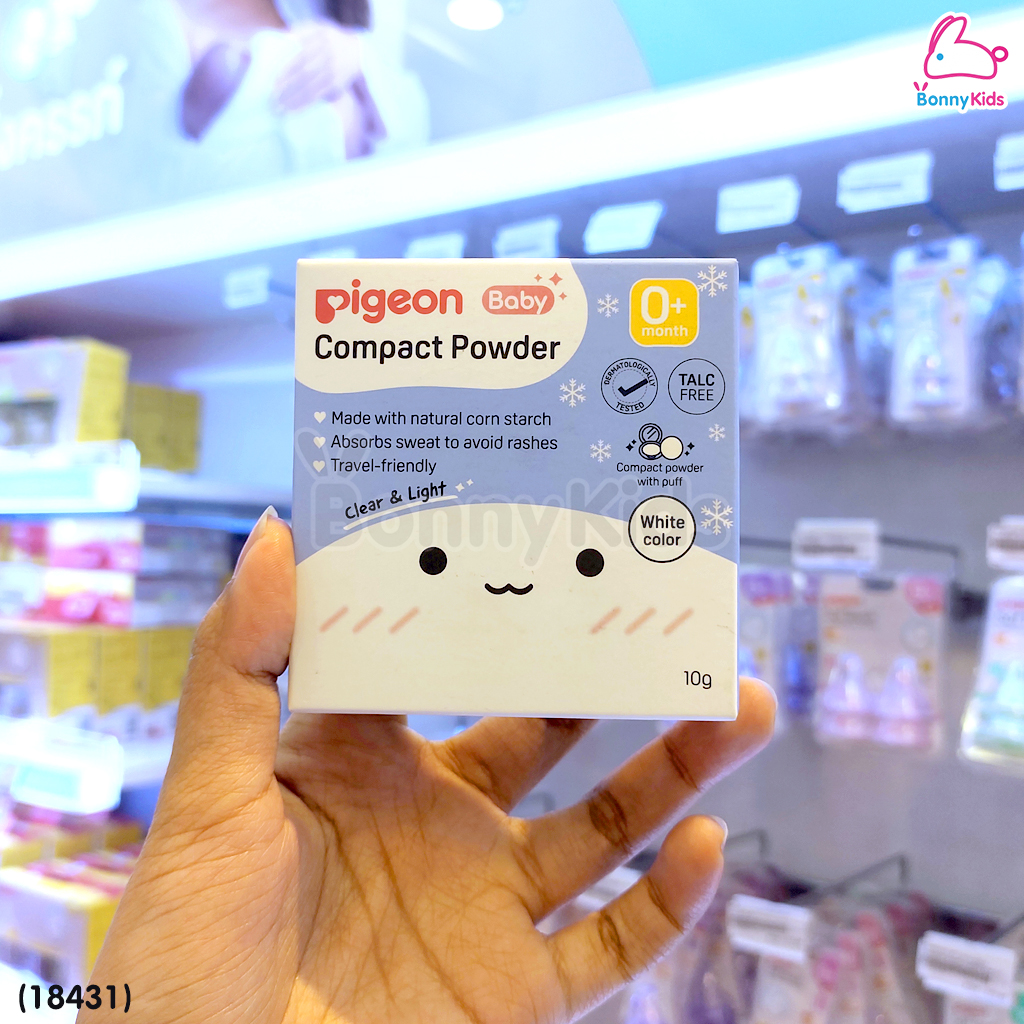 BonnyKids
pigeon Baby
Compact Powder
0+
month
DERMATOLOGICALLY
TESTED
TALC
FREE
Made with natural corn starch
Absorbs sweat to avoid rashes
Travel-friendly
Compact powder
with puff
Clear & Light
BonnyKids
White
color
10g
(18431)